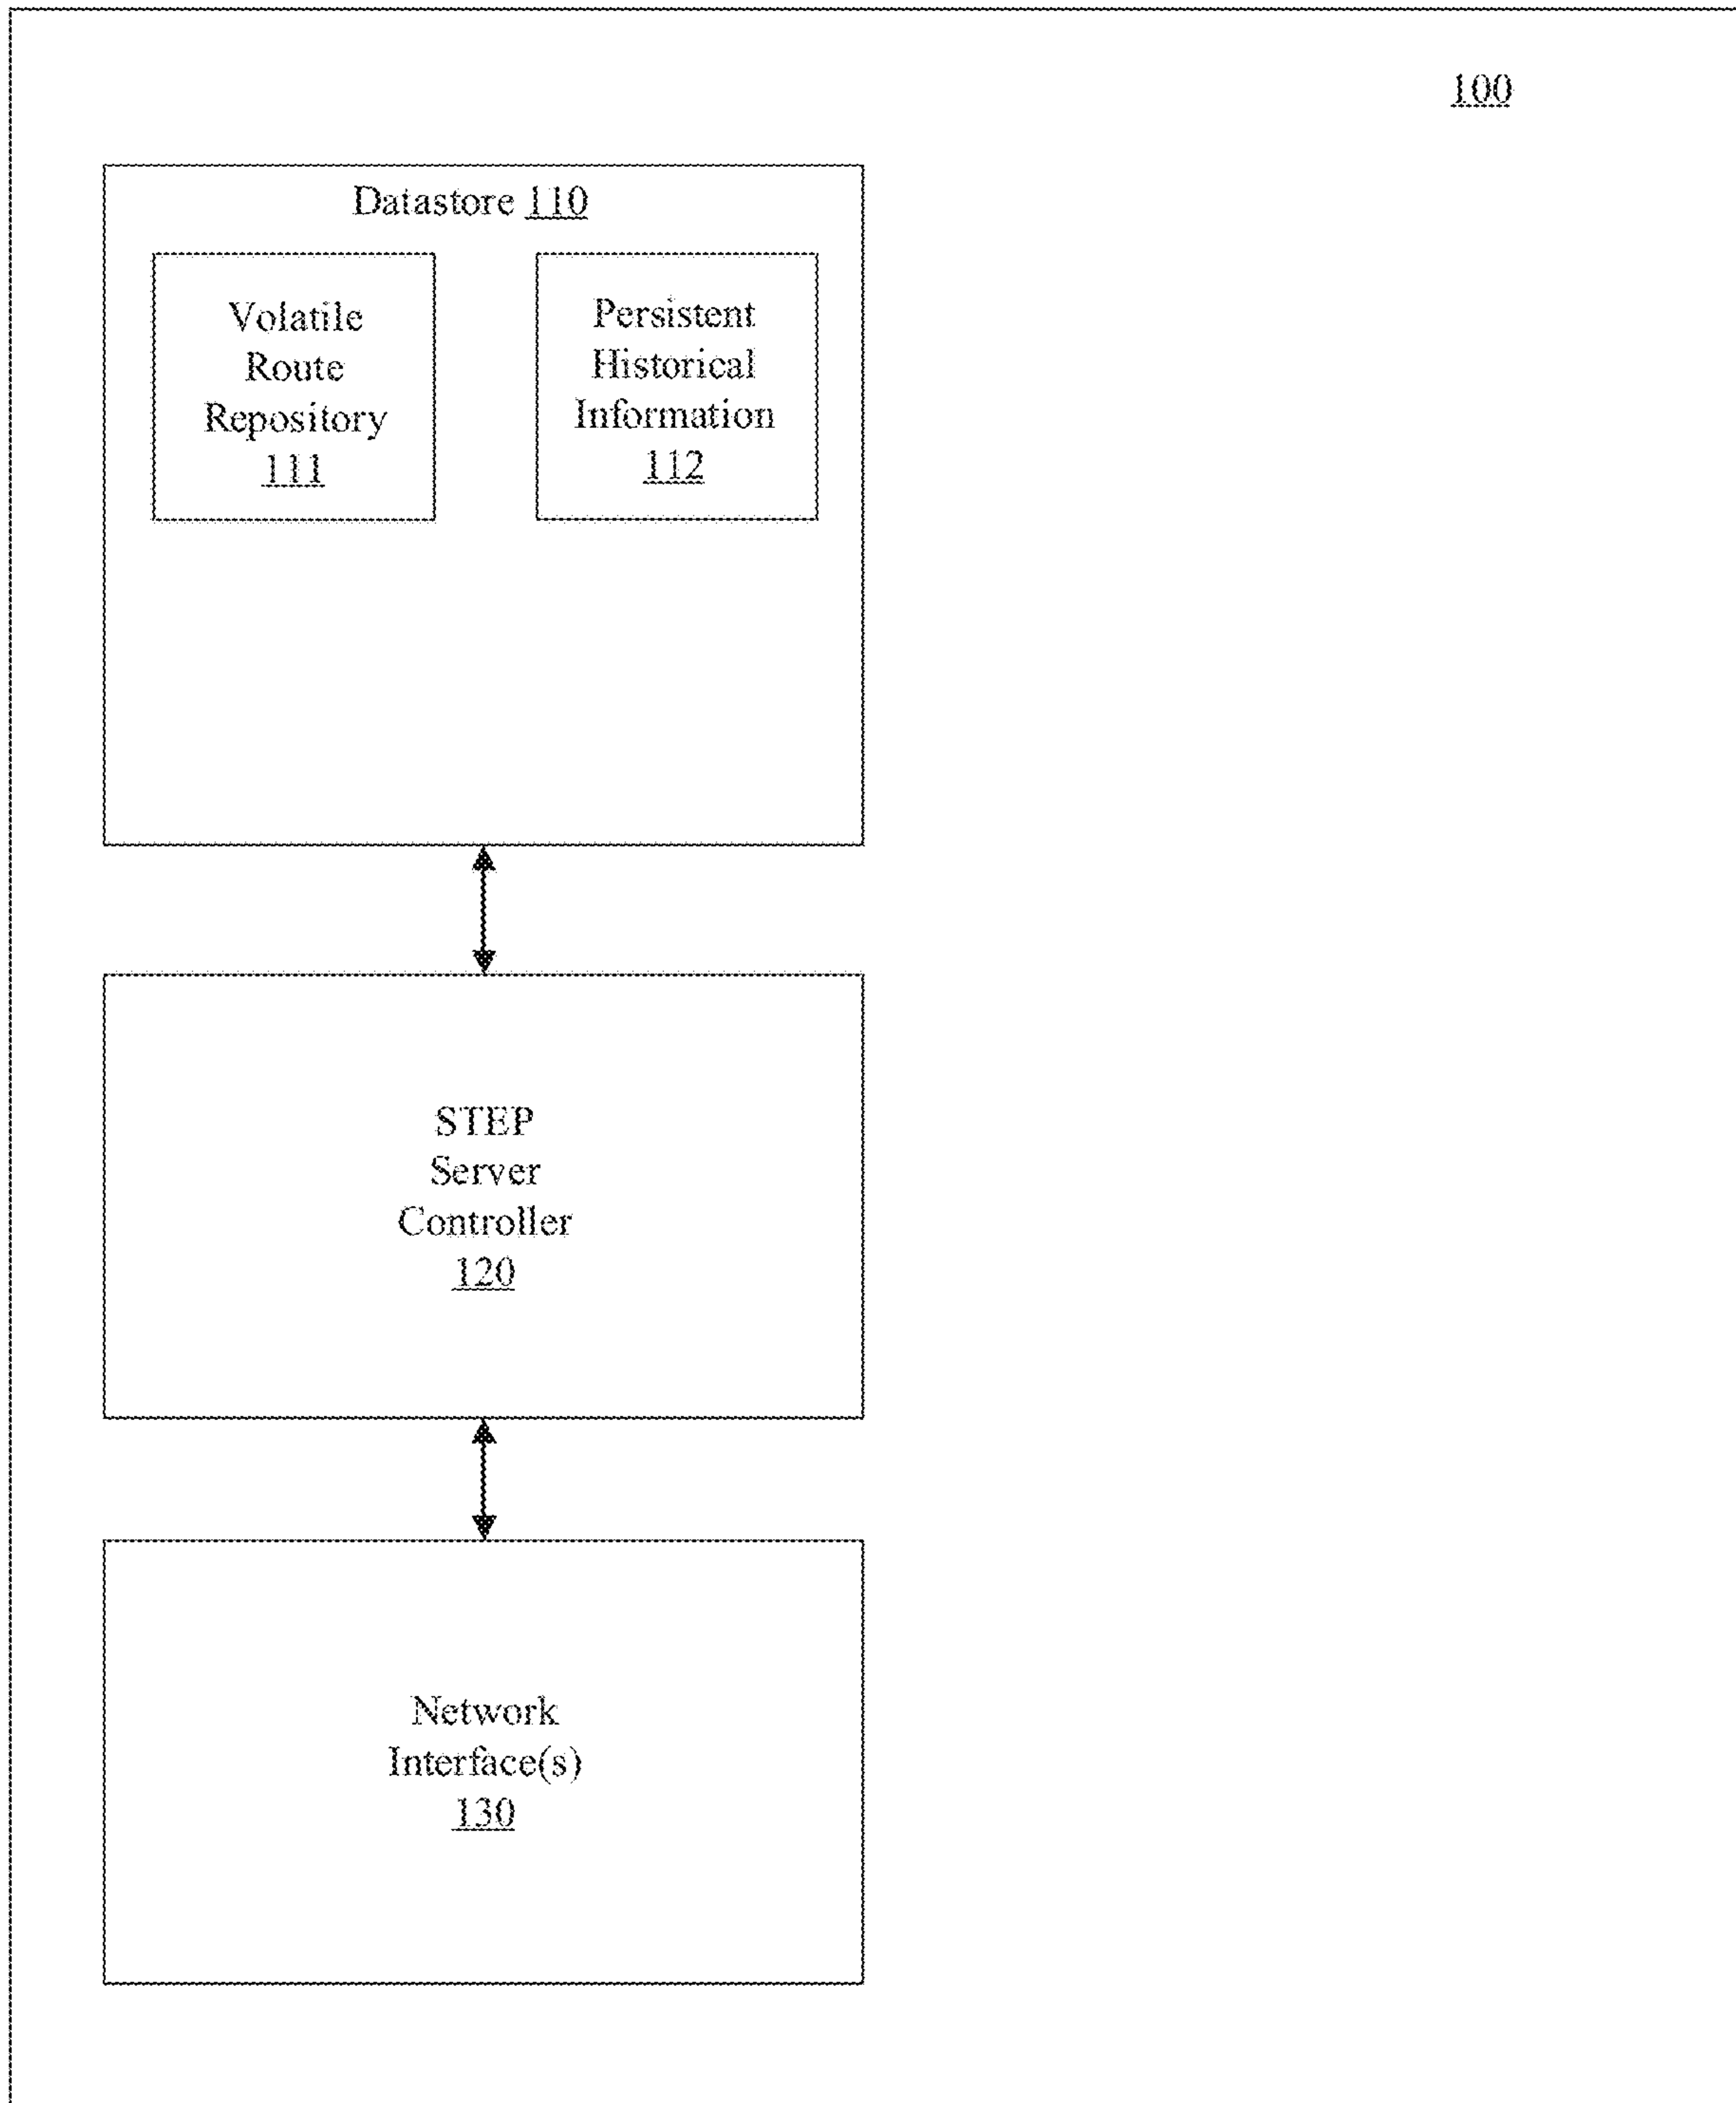 100
Datastore 110
Volatile
Route
Repository
111
Persistent
Historical
Information
112
STEP
Server
Controller
120
Network
Interface(s)
130